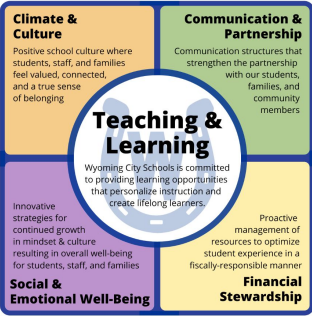 Climate &
Culture
Positive school culture where
students, staff, and families
feel valued, connected,
and a true sense
of belonging
Communication &
Partnership
Communication structures that
strengthen the partnership
with our students,
families, and
community
members
Teaching &
Learning
Wyoming City Schools is committed
to providing learning opportunities
that personalize instruction and
create lifelong learners.
Innovative
strategies for
continued growth
in mindset & culture
resulting in overall well-being
for students, staff, and families
Social &
Emotional Well-Being
Proactive
management of
resources to optimize
student experience in a
fiscally-responsible manner
Financial
Stewardship
W